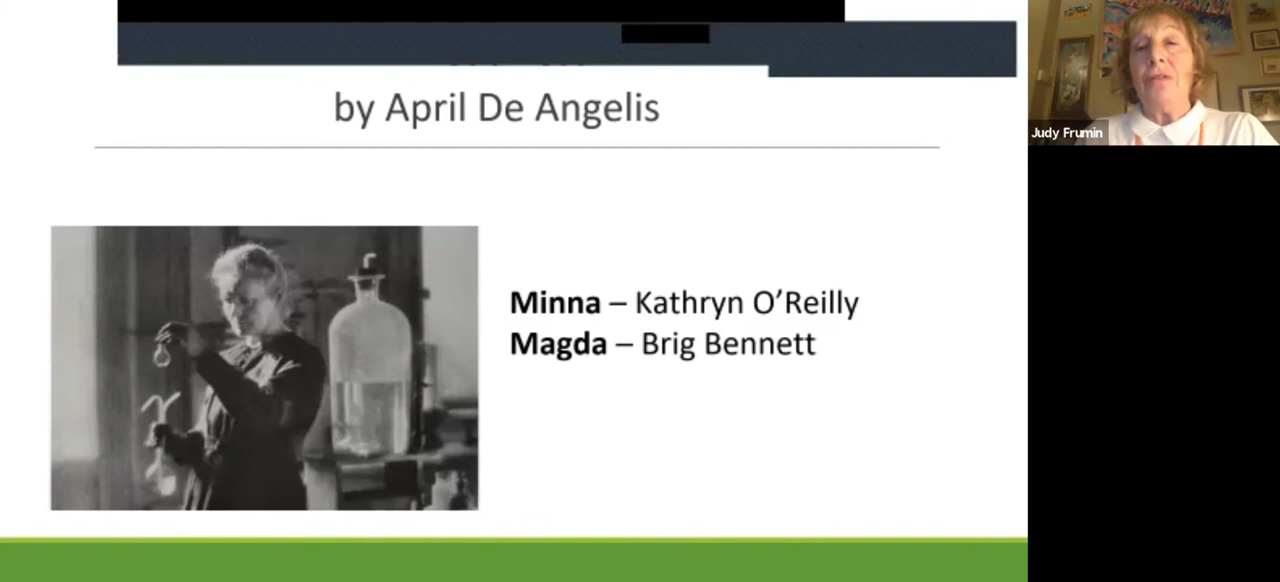 by April De Angelis
Minna – Kathryn O'Reilly
Magda – Brig Bennett
Judy Frumin